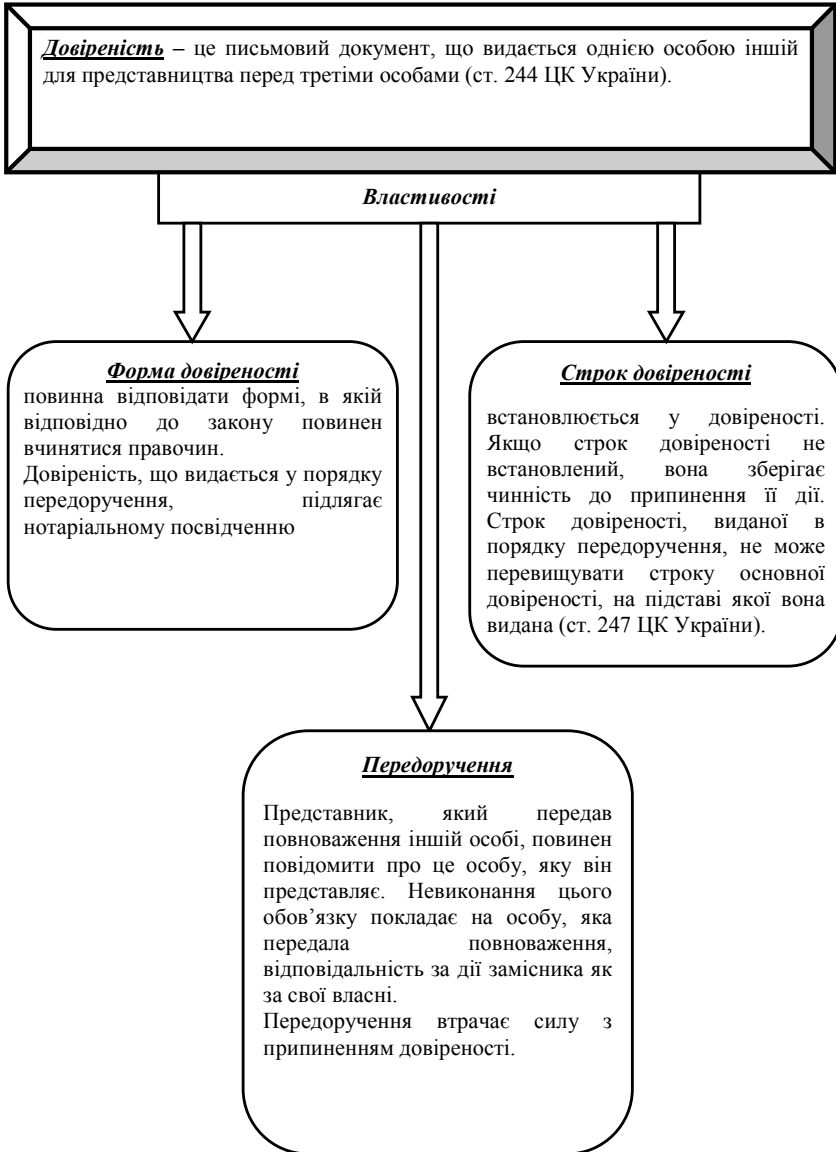 Довіреність – це письмовий документ, що видається однією особою іншій
для представництва перед третіми особами (ст. 244 ЦК України).
Властивості
Форма довіреності
повинна відповідати формі, в якій
відповідно до закону повинен
вчинятися правочин.
Довіреність, що видається у порядку
передоручення, підлягає
нотаріальному посвідченню
Строк довіреності
встановлюється у довіреності.
Якщо строк довіреності не
встановлений, вона зберігає
чинність до припинення її дії.
Строк довіреності, виданої в
порядку передоручення, не може
перевищувати строку основної
довіреності, на підставі якої вона
видана (ст. 247 ЦК України).
Передоручення
Представник, який передав
повноваження іншій особі, повинен
повідомити про це особу, яку він
представляє. Невиконання цього
обов’язку покладає на особу, яка
передала повноваження,
відповідальність за дії замісника як
за свої власні.
Передоручення втрачає силу з
припиненням довіреності.